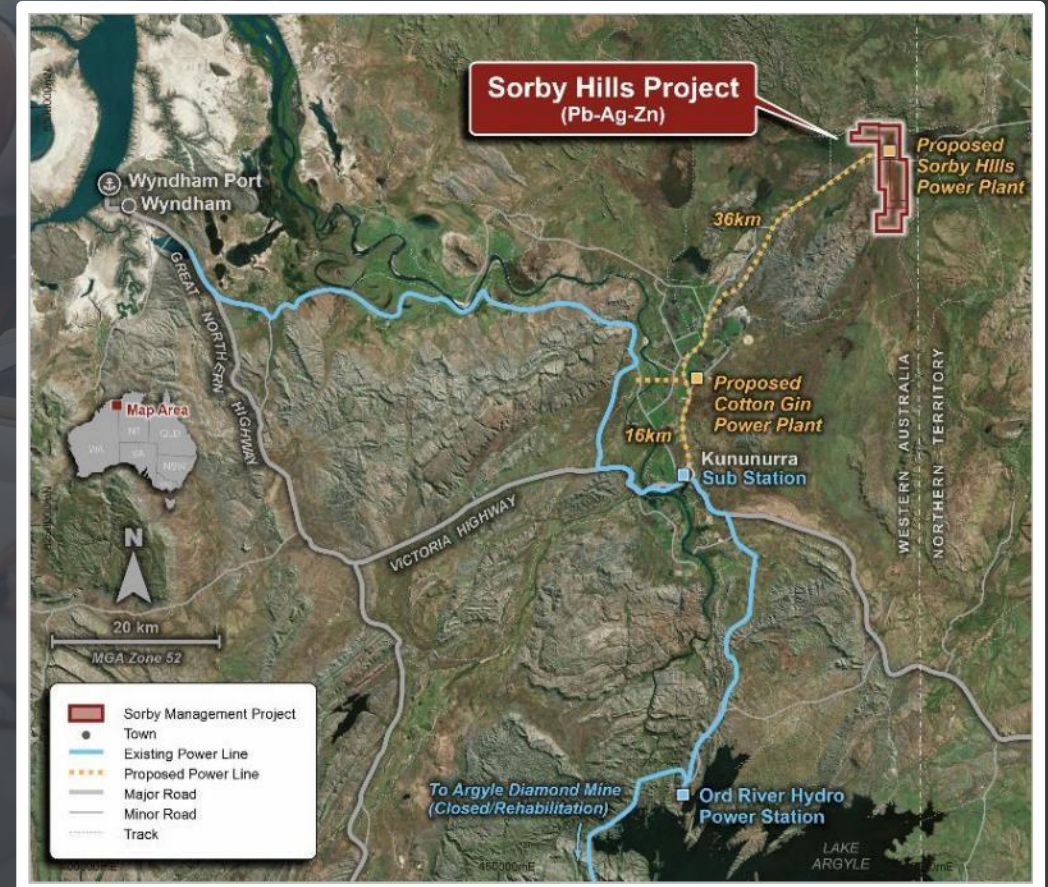 Sorby Hills Project
(Pb-Ag-Zn)
Proposed
Sorby HIlls
Power Plant
Wyndham Port
Wyndham
36km
GREAT NORTHERN HIGHWAY
Map Area
WA
NT
QLD
SA
NSW
Proposed
Cotton Gin
Power Plant
16km
Kununurra
Sub Station
VICTORIA HIGHWAY
WESTERN AUSTRALIA
NORTHERN TERRITORY
N
20 km
MGA Zone 52
Sorby Management Project
Town
Existing Power Line
Proposed Power Line
Major Road
Minor Road
Track
To Argyle Diamond Mine
(Closed/Rehabilitation)
Ord River Hydro
Power Station
LAKE
ARGYLE
450000mE